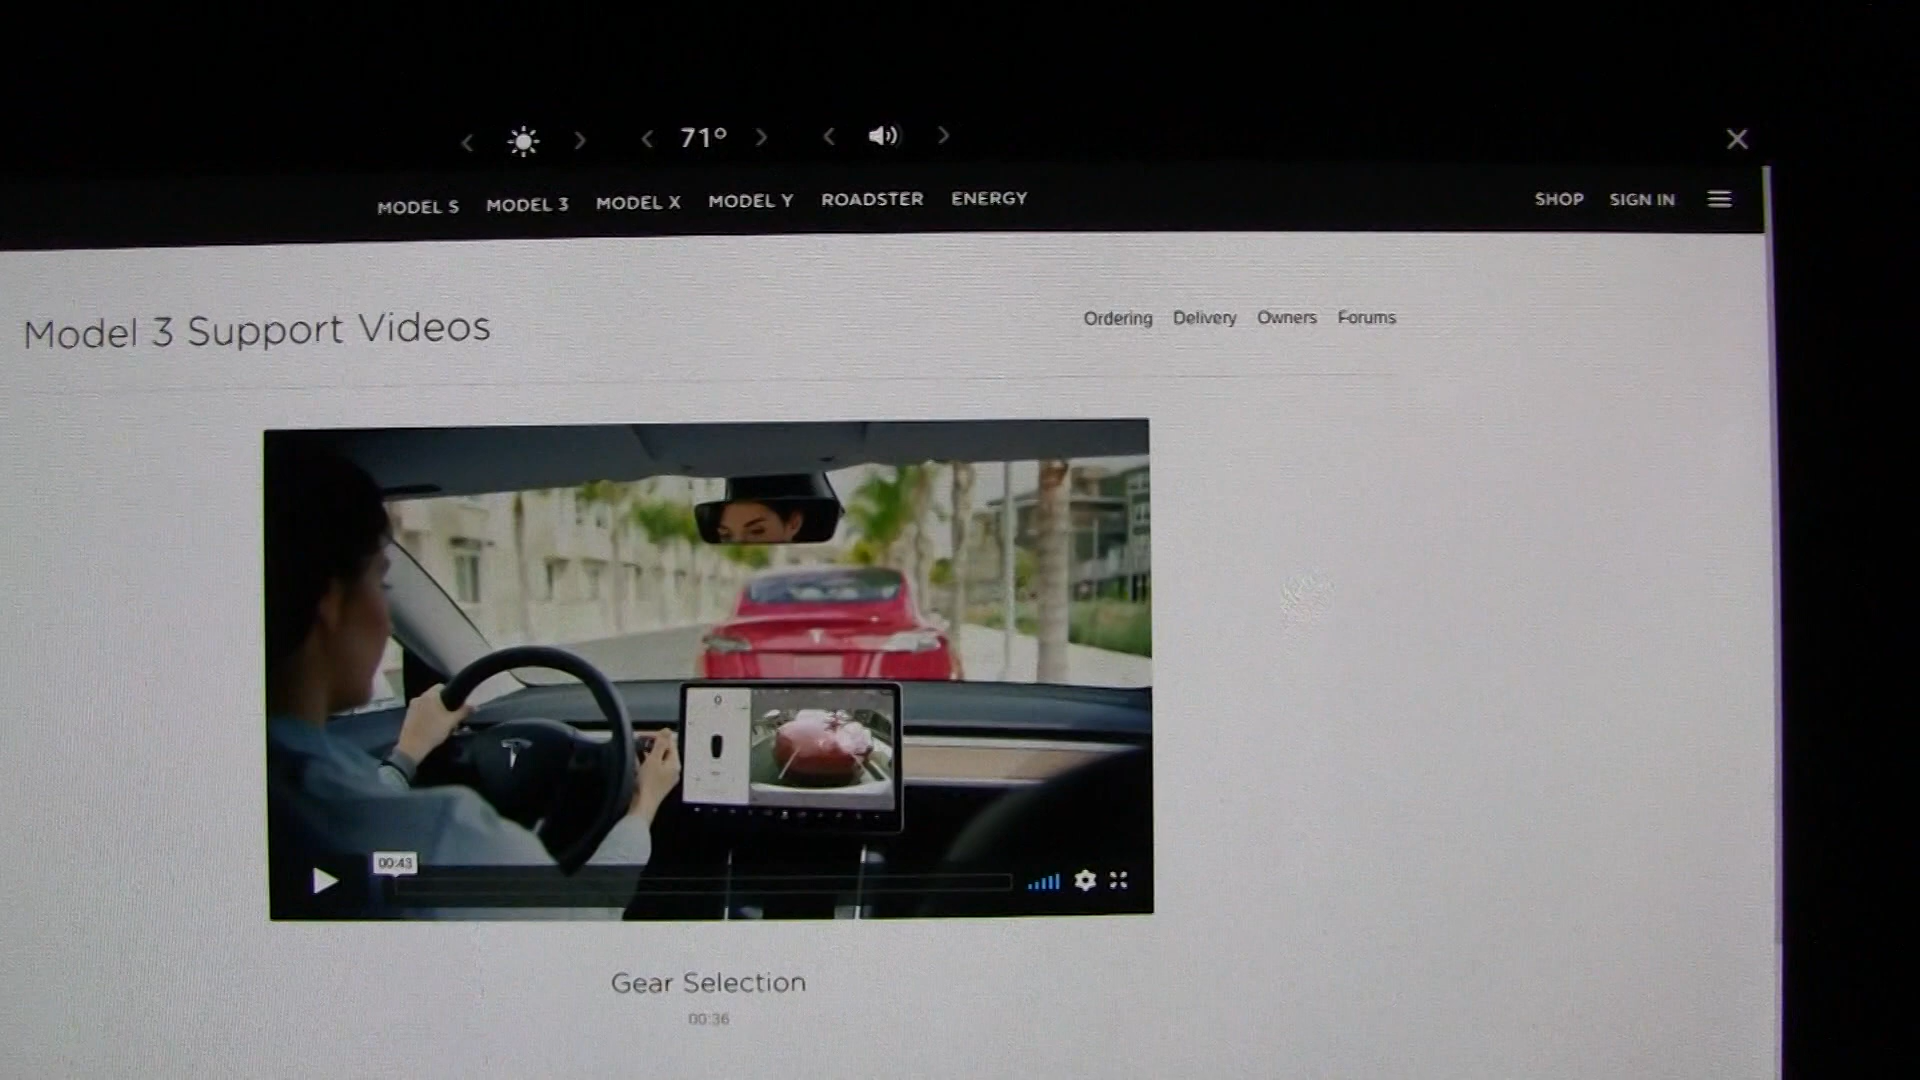 71°
MODEL S MODEL 3 MODEL X MODEL Y ROADSTER ENERGY SHOP SIGN IN
Model 3 Support Videos
Ordering Delivery Owners Forums
00:43
Gear Selection
00:36